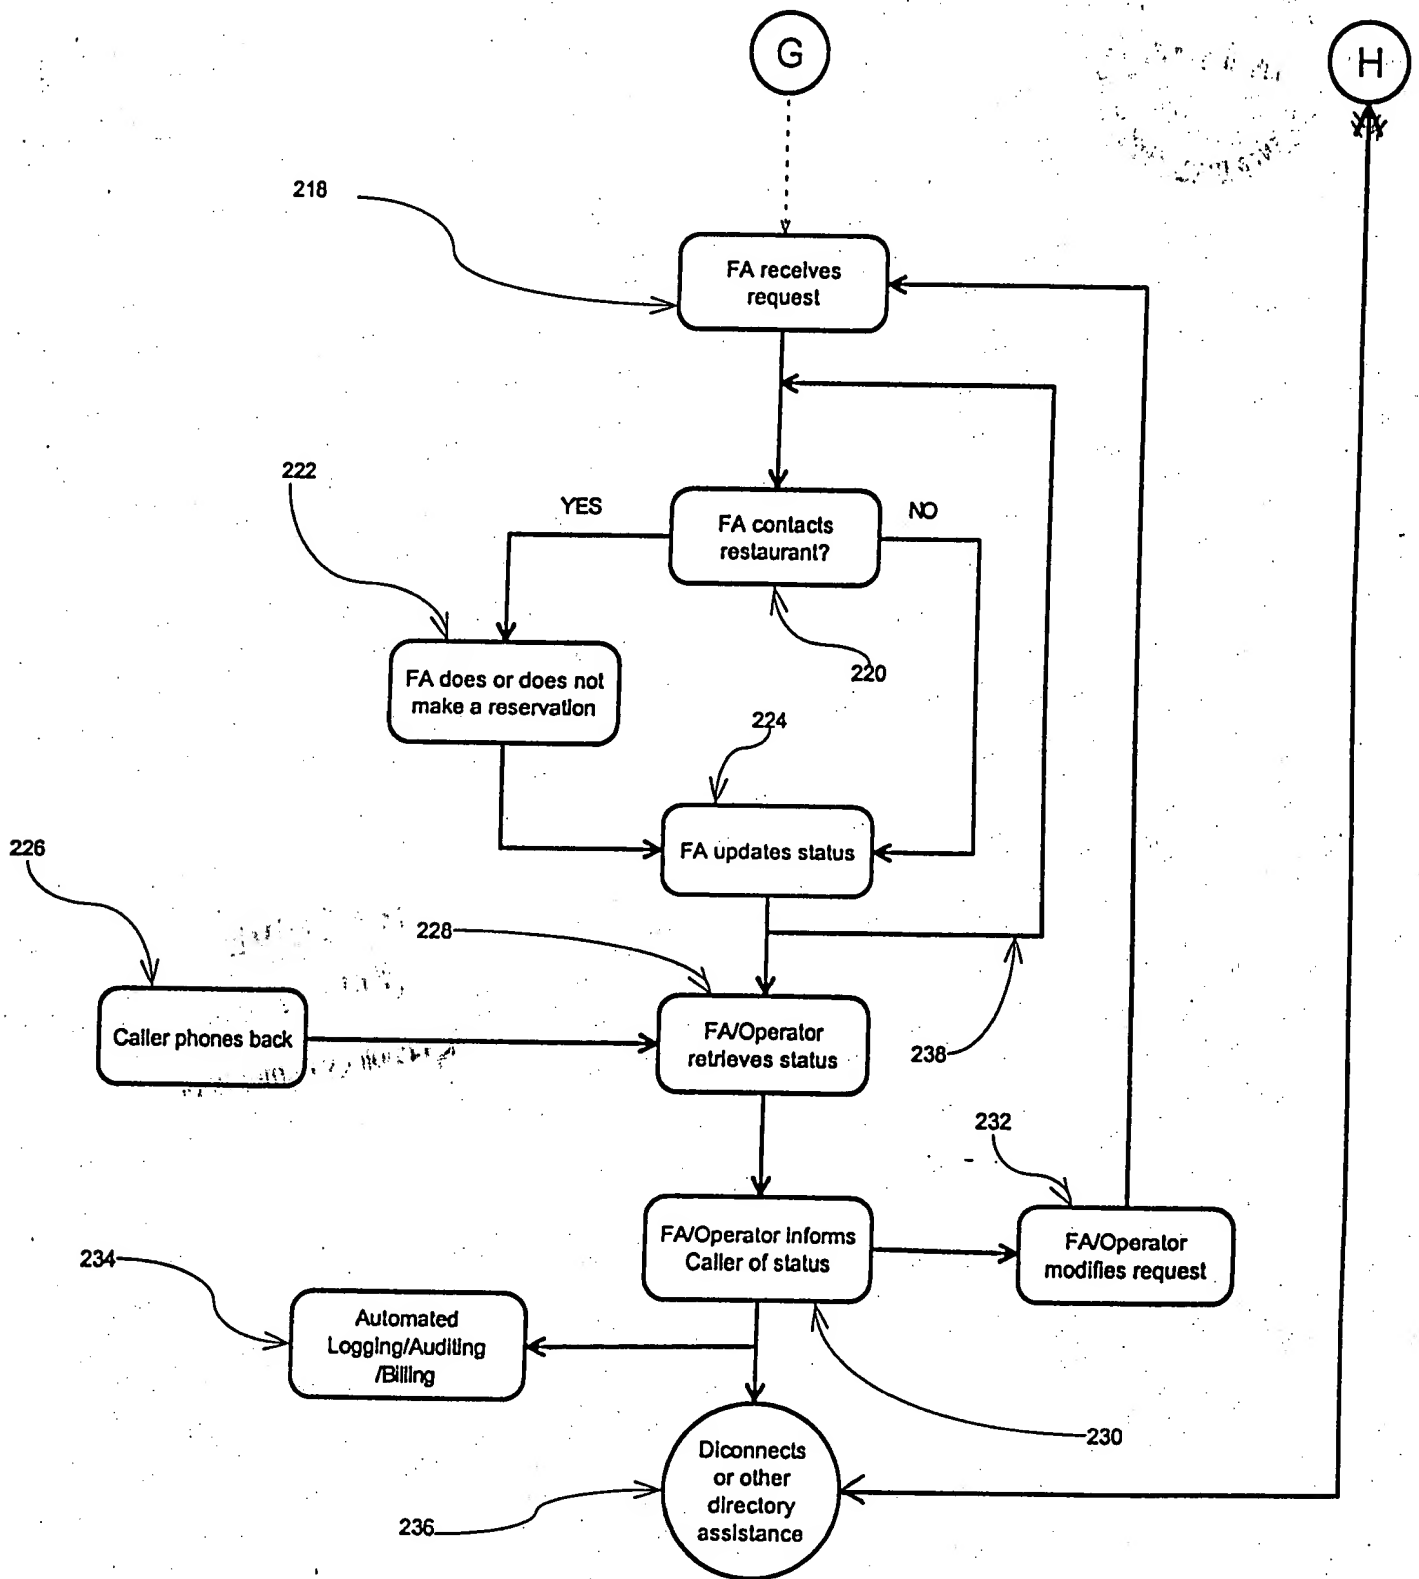 G
H
218
FA receives
request
222
YES
FA contacts
restaurant?
NO
220
FA does or does not
make a reservation
224
226
FA updates status
228
Caller phones back
FA/Operator
retrieves status
238
232
FA/Operator informs
Caller of status
FA/Operator
modifies request
234
Automated
Logging/Auditing
/Billing
230
Diconnects
or other
directory
assistance
236